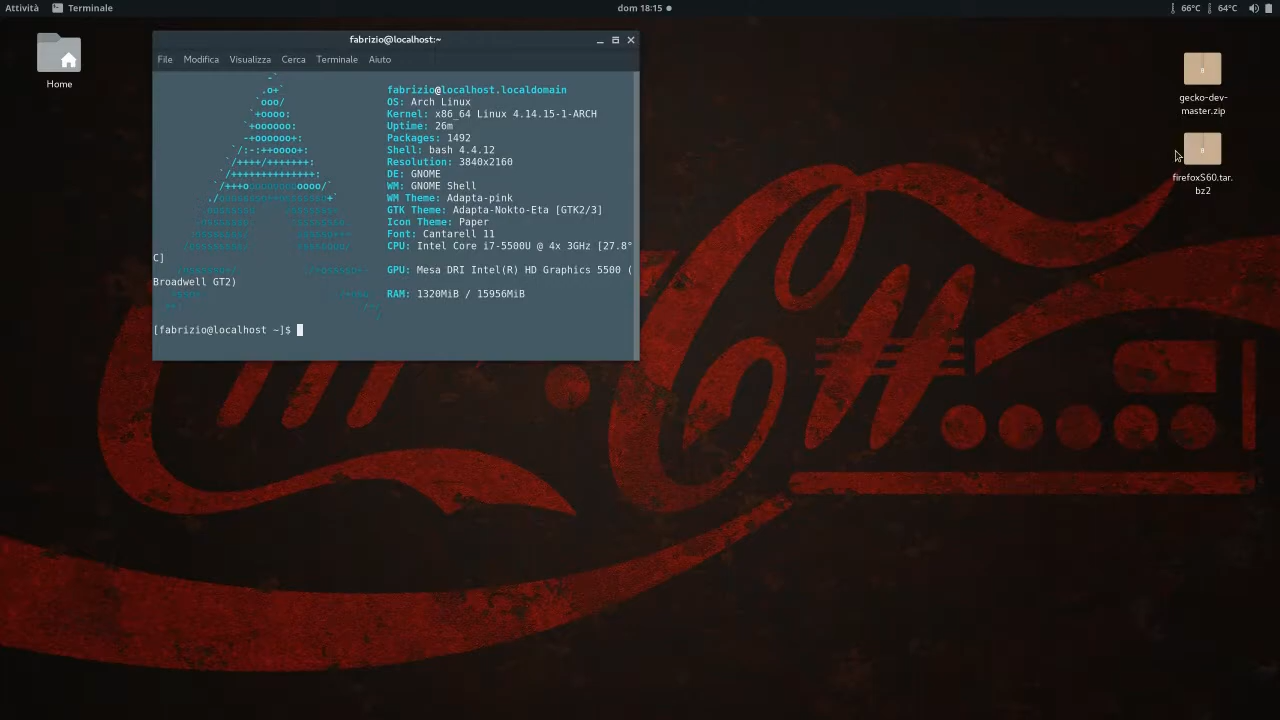 Attività
Terminale
dom 18:15
66°C
64°C
Home
gecko-dev-
master.zip
firefoxS60.tar.
bz2
fabrizio@localhost:~
File Modifica Visualizza Cerca Terminale Aiuto
fabrizio@localhost.localdomain
OS: Arch Linux
Kernel: x86_64 Linux 4.14.15-1-ARCH
Uptime: 26m
Packages: 1492
Shell: bash 4.4.12
Resolution: 3840x2160
DE: GNOME
WM: GNOME Shell
WM Theme: Adapta-pink
GTK Theme: Adapta-Nokto-Eta [GTK2/3]
Icon Theme: Paper
Font: Cantarell 11
CPU: Intel Core i7-5500U @ 4x 3GHz [27.8°
C]
GPU: Mesa DRI Intel(R) HD Graphics 5500 (
Broadwell GT2)
RAM: 1320MiB / 15956MiB
[fabrizio@localhost ~]$